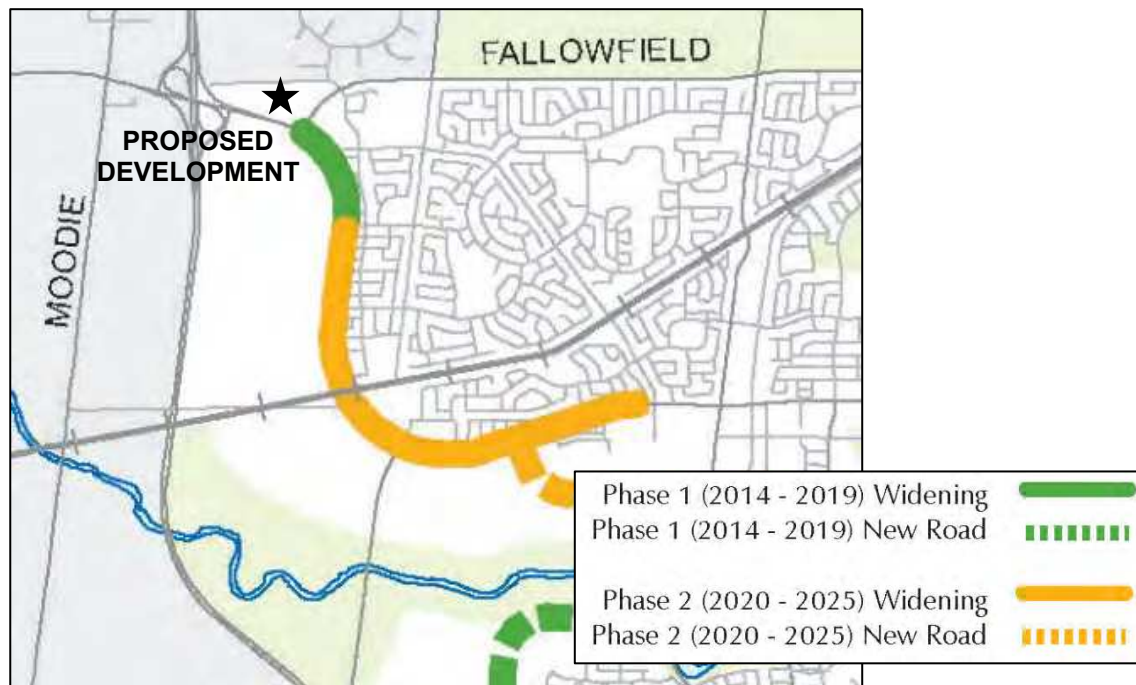 FALLOWFIELD
PROPOSED
DEVELOPMENT
MOODIE
Phase 1 (2014 - 2019) Widening
Phase 1 (2014 - 2019) New Road
Phase 2 (2020 - 2025) Widening
Phase 2 (2020 - 2025) New Road